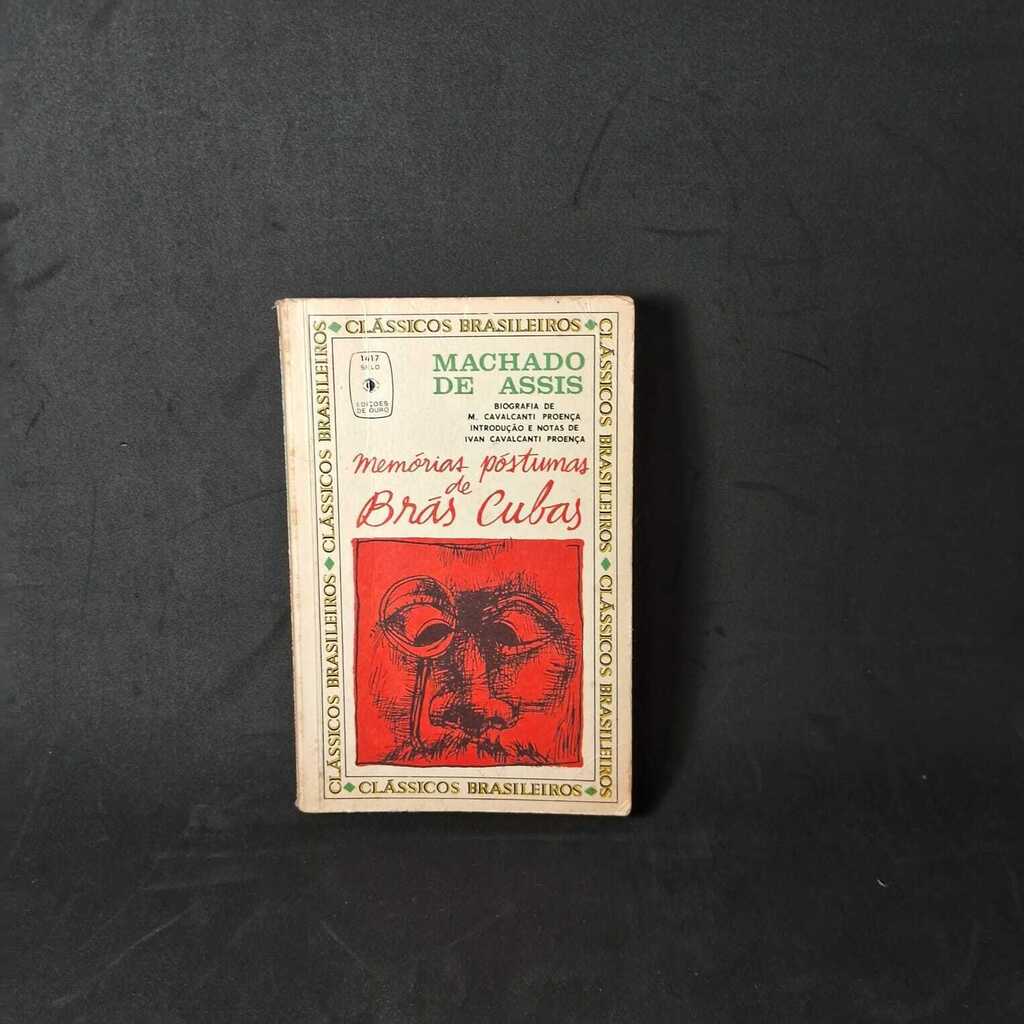 CLÁSSICOS BRASILEIROS
CLÁSSICOS BRASILEIROS
CLÁSSICOS BRASILEIROS
CLÁSSICOS BRASILEIROS
CLÁSSICOS BRASILEIROS
1417
SELO
EDIÇÕES
DE OURO
MACHADO
DE ASSIS
BIOGRAFIA DE
M. CAVALCANTI PROENÇA
INTRODUÇÃO E NOTAS DE
IVAN CAVALCANTI PROENÇA
memórias póstumas
de
Brás Cubas
CLÁSSICOS BRASILEIROS